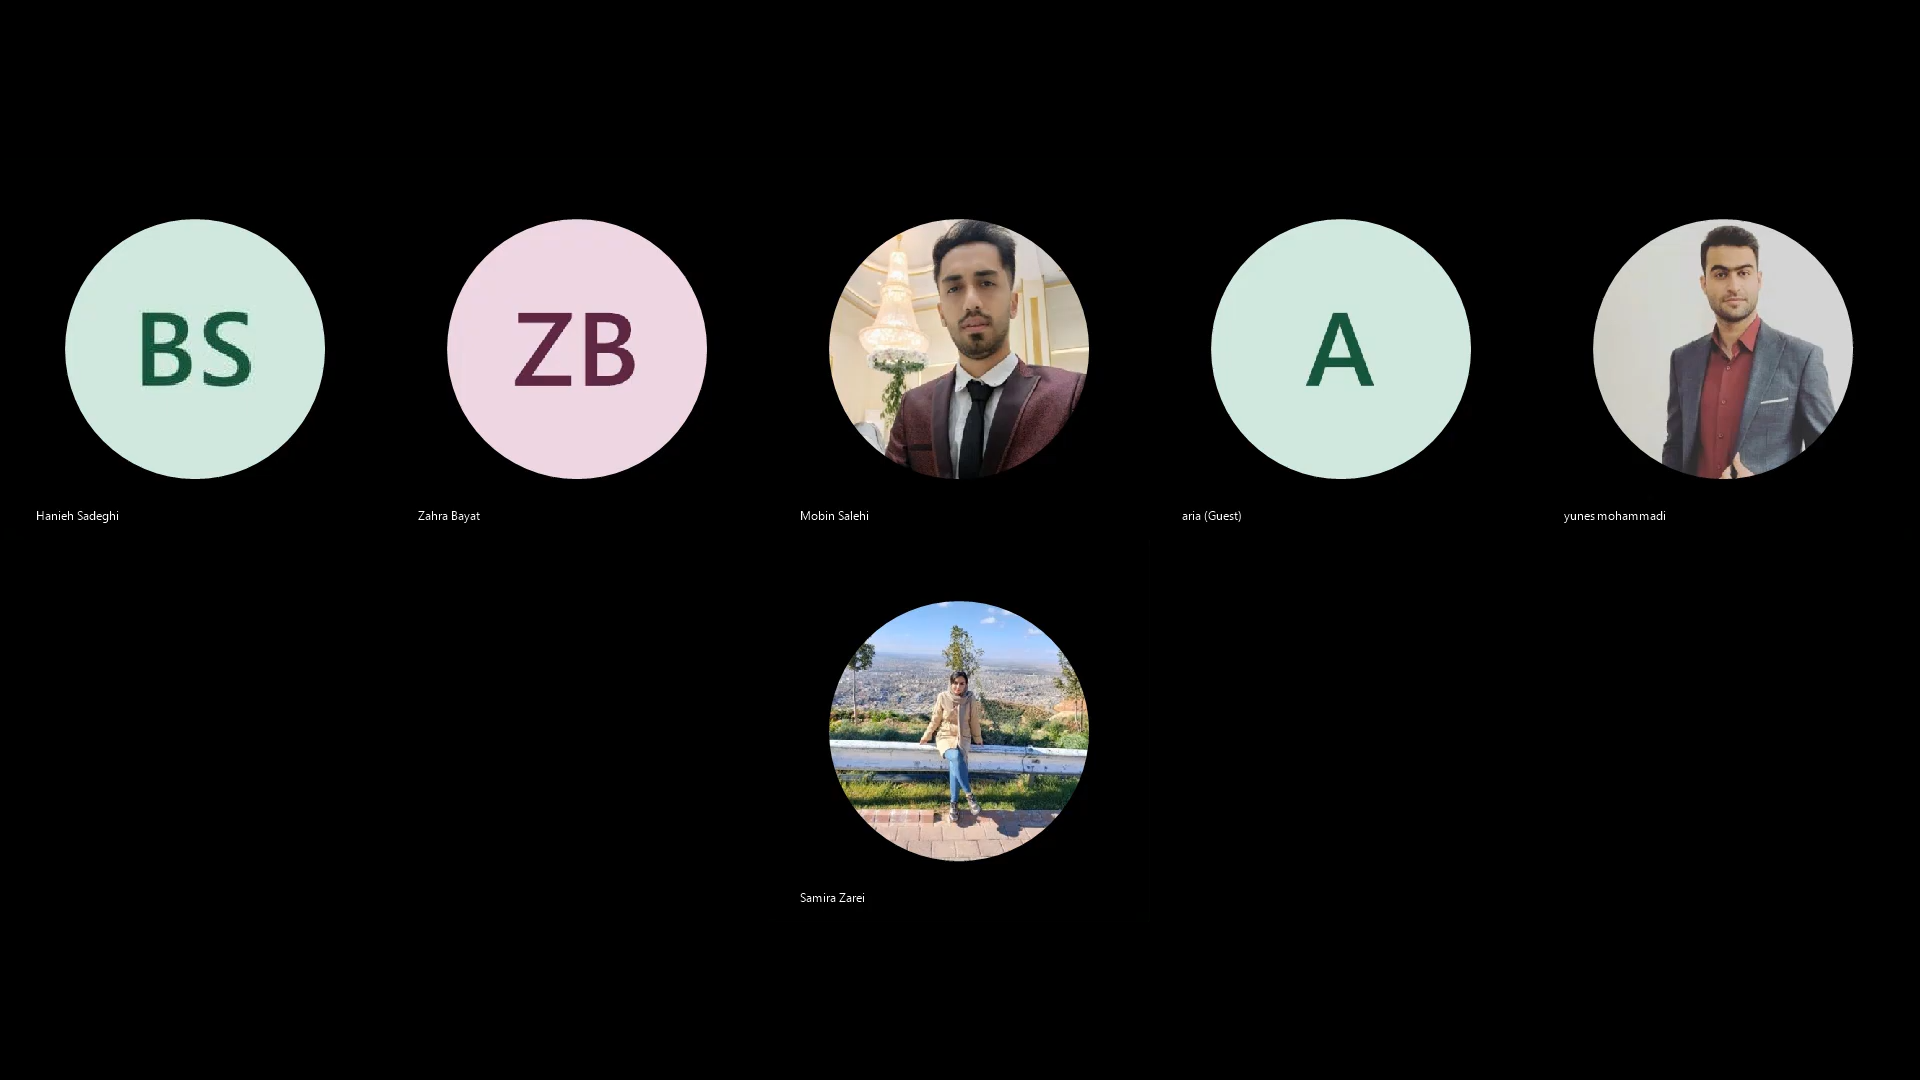 BS
ZB
A
Hanieh Sadeghi
Zahra Bayat
Mobin Salehi
aria (Guest)
yunes mohammadi
Samira Zarei